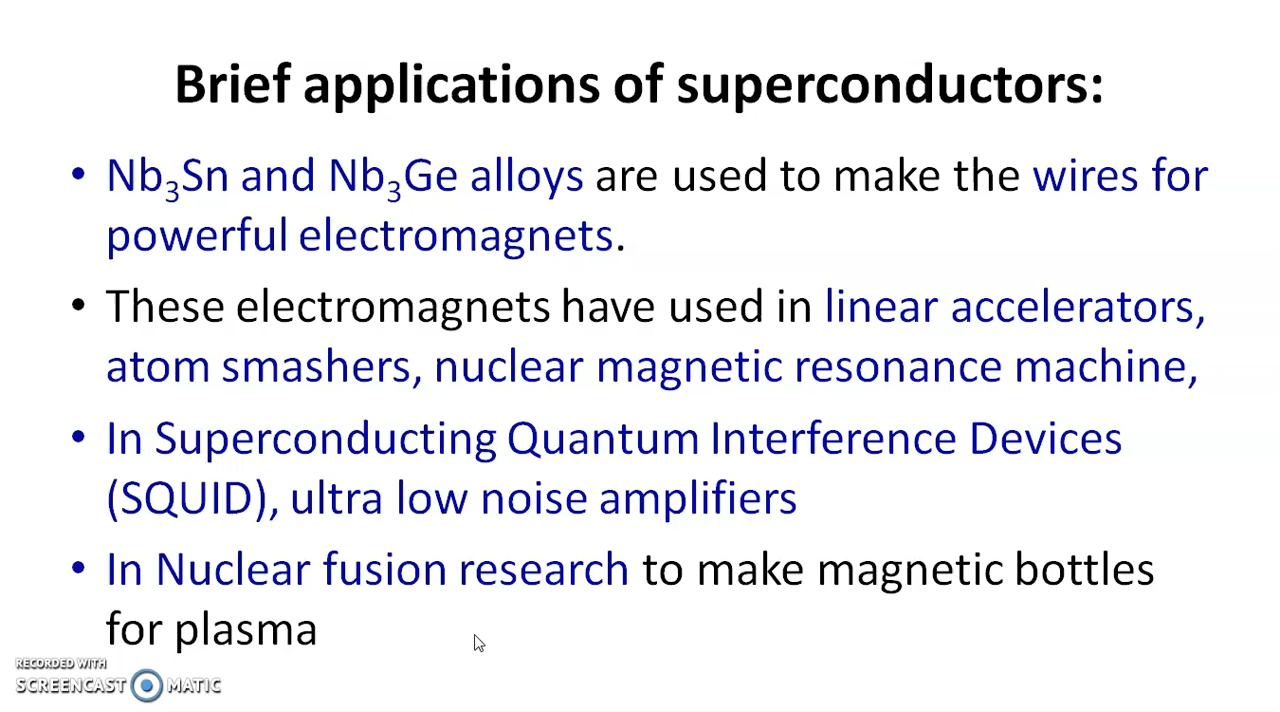 Brief applications of superconductors:
• Nb₃Sn and Nb₃Ge alloys are used to make the wires for
powerful electromagnets.
• These electromagnets have used in linear accelerators,
atom smashers, nuclear magnetic resonance machine,
• In Superconducting Quantum Interference Devices
(SQUID), ultra low noise amplifiers
• In Nuclear fusion research to make magnetic bottles
for plasma
RECORDED WITH
SCREENCAST MATIC